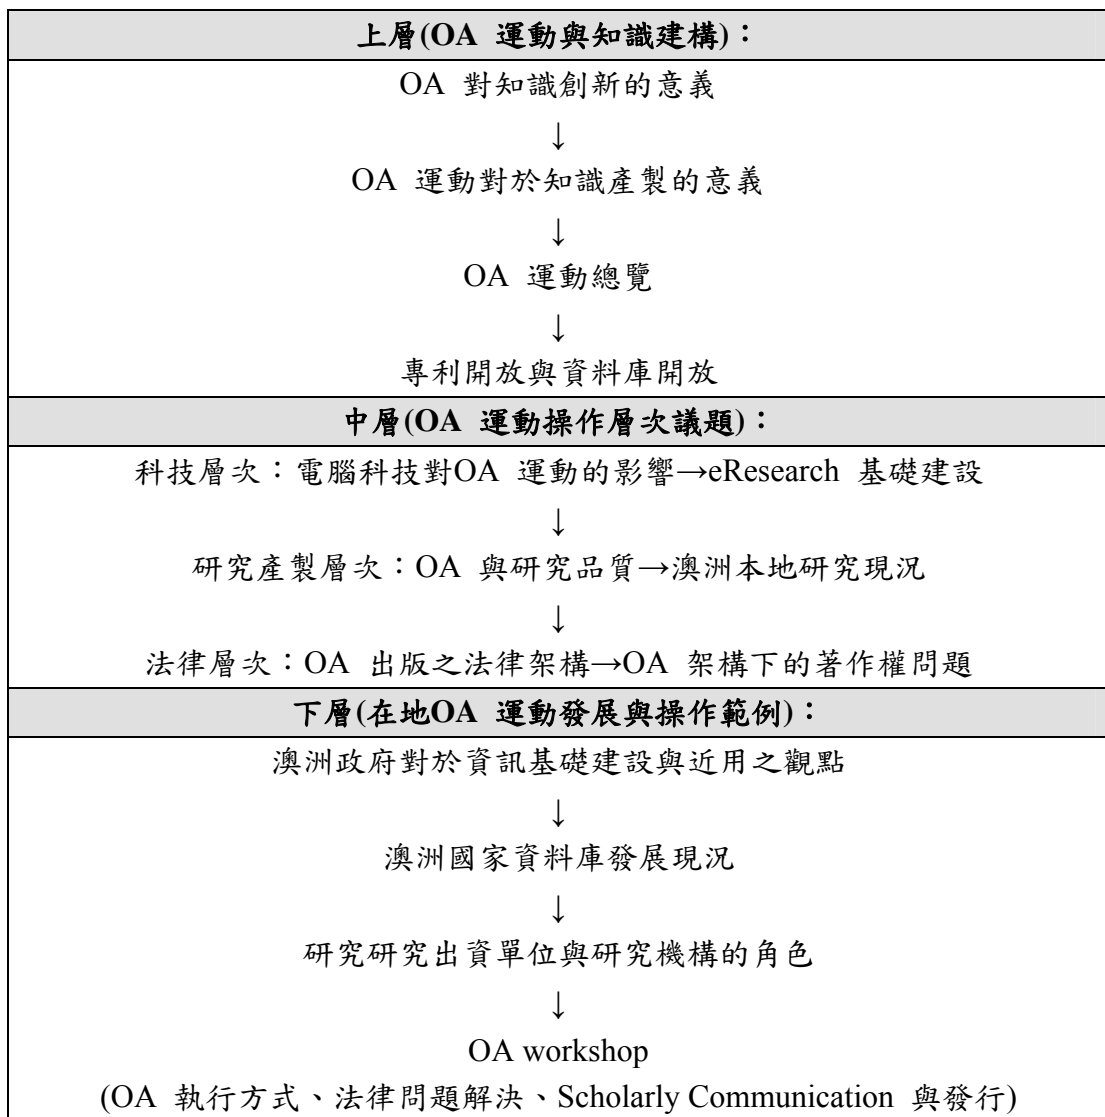 上層(OA 運動與知識建構)：
OA 對知識創新的意義
↓
OA 運動對於知識產製的意義
↓
OA 運動總覽
↓
專利開放與資料庫開放
中層(OA 運動操作層次議題)：
科技層次：電腦科技對OA 運動的影響→eResearch 基礎建設
↓
研究產製層次：OA 與研究品質→澳洲本地研究現況
↓
法律層次：OA 出版之法律架構→OA 架構下的著作權問題
下層(在地OA 運動發展與操作範例)：
澳洲政府對於資訊基礎建設與近用之觀點
↓
澳洲國家資料庫發展現況
↓
研究研究出資單位與研究機構的角色
↓
OA workshop
(OA 執行方式、法律問題解決、Scholarly Communication 與發行)